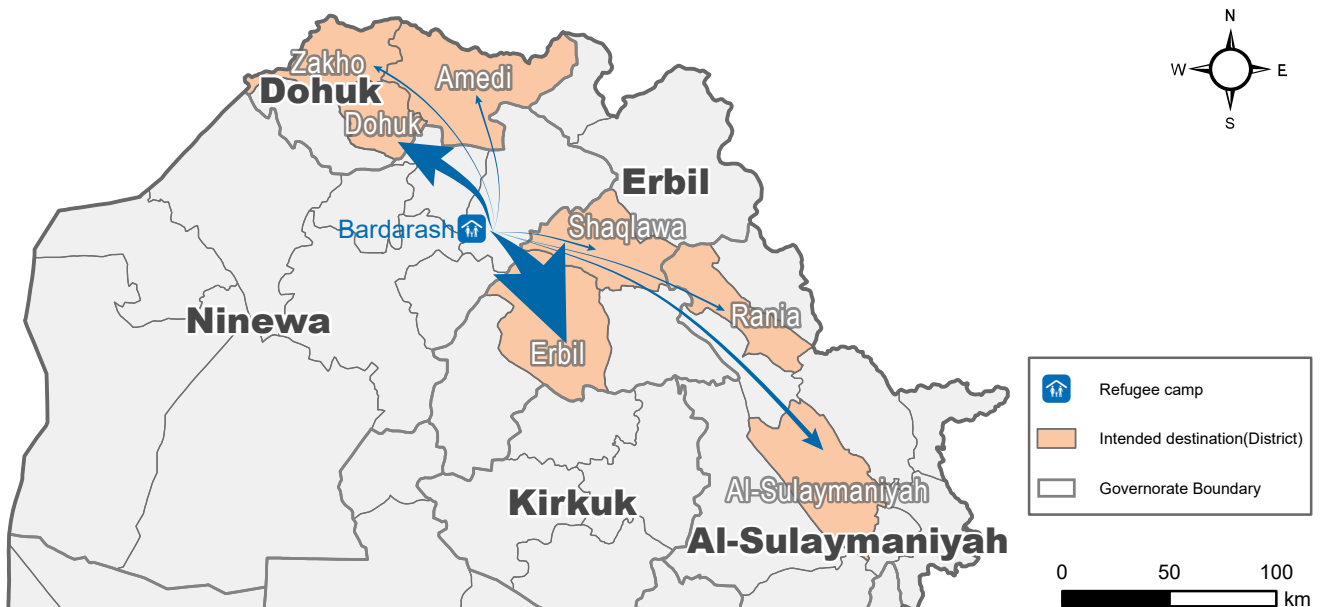 N
W
E
S
Zakho
Amedi
Dohuk
Dohuk
Erbil
Bardarash
Shaqlawa
Ninewa
Rania
Erbil
Refugee camp
Intended destination(District)
Governorate Boundary
Al-Sulaymaniyah
Kirkuk
Al-Sulaymaniyah
0 50 100
km